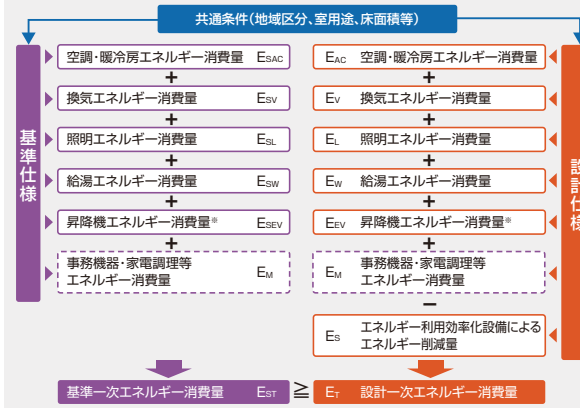 共通条件(地域区分、室用途、床面積等)
基準仕様
空調・暖冷房エネルギー消費量 ESAC
+
換気エネルギー消費量 ESV
+
照明エネルギー消費量 ESL
+
給湯エネルギー消費量 ESW
+
昇降機エネルギー消費量※ ESEV
+
事務機器・家電調理等
エネルギー消費量 EM
基準一次エネルギー消費量 EST
≧
設計仕様
EAC 空調・暖冷房エネルギー消費量
+
EV 換気エネルギー消費量
+
EL 照明エネルギー消費量
+
EW 給湯エネルギー消費量
+
EEV 昇降機エネルギー消費量※
+
EM 事務機器・家電調理等
エネルギー消費量
−
ES エネルギー利用効率化設備による
エネルギー削減量
ET 設計一次エネルギー消費量